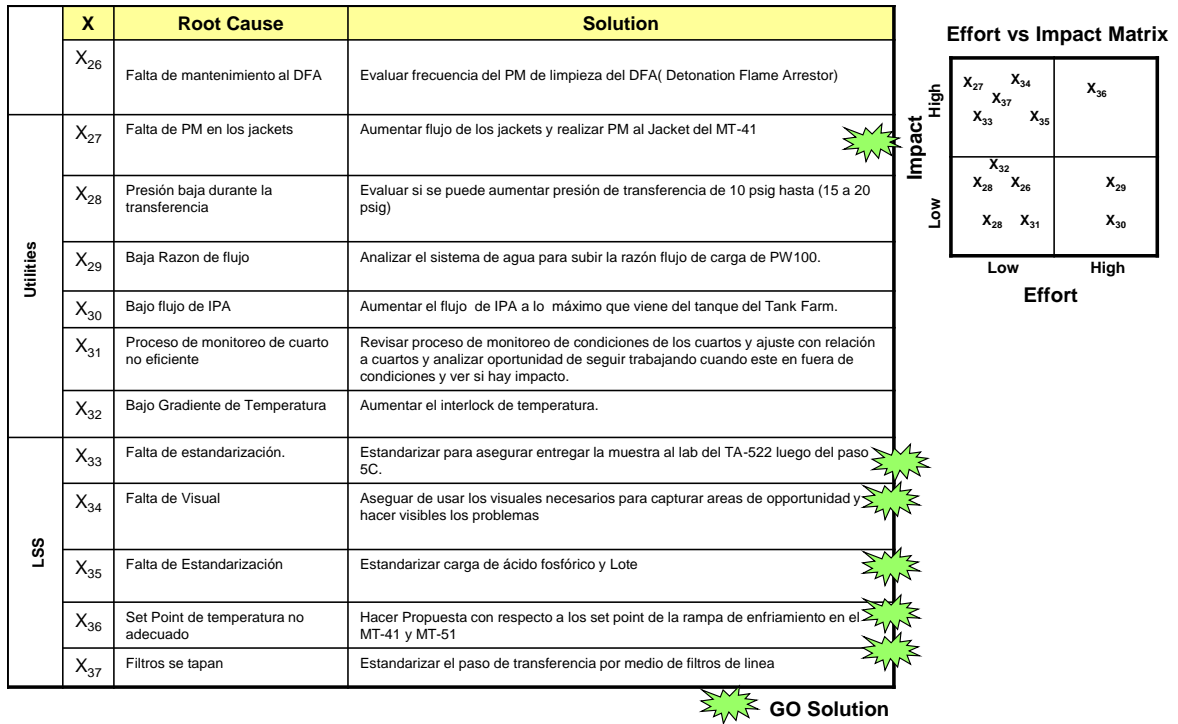 X Root Cause Solution
X26 Falta de mantenimiento al DFA Evaluar frecuencia del PM de limpieza del DFA( Detonation Flame Arrestor)
Utilities
X27 Falta de PM en los jackets Aumentar flujo de los jackets y realizar PM al Jacket del MT-41
X28 Presión baja durante la
transferencia
Evaluar si se puede aumentar presión de transferencia de 10 psig hasta (15 a 20
psig)
X29 Baja Razon de flujo Analizar el sistema de agua para subir la razón flujo de carga de PW100.
X30 Bajo flujo de IPA Aumentar el flujo de IPA a lo máximo que viene del tanque del Tank Farm.
X31 Proceso de monitoreo de cuarto
no eficiente
Revisar proceso de monitoreo de condiciones de los cuartos y ajuste con relación
a cuartos y analizar oportunidad de seguir trabajando cuando este en fuera de
condiciones y ver si hay impacto.
X32 Bajo Gradiente de Temperatura Aumentar el interlock de temperatura.
LSS
X33 Falta de estandarización. Estandarizar para asegurar entregar la muestra al lab del TA-522 luego del paso
5C.
X34 Falta de Visual Aseguar de usar los visuales necesarios para capturar areas de opportunidad y
hacer visibles los problemas
X35 Falta de Estandarización Estandarizar carga de ácido fosfórico y Lote
X36 Set Point de temperatura no
adecuado
Hacer Propuesta con respecto a los set point de la rampa de enfriamiento en el
MT-41 y MT-51
X37 Filtros se tapan Estandarizar el paso de transferencia por medio de filtros de linea
GO Solution
Effort vs Impact Matrix
Impact
High
X27 X34 X36
X37
X33 X35
Low
X32
X28 X26 X29
X28 X31 X30
Low High
Effort